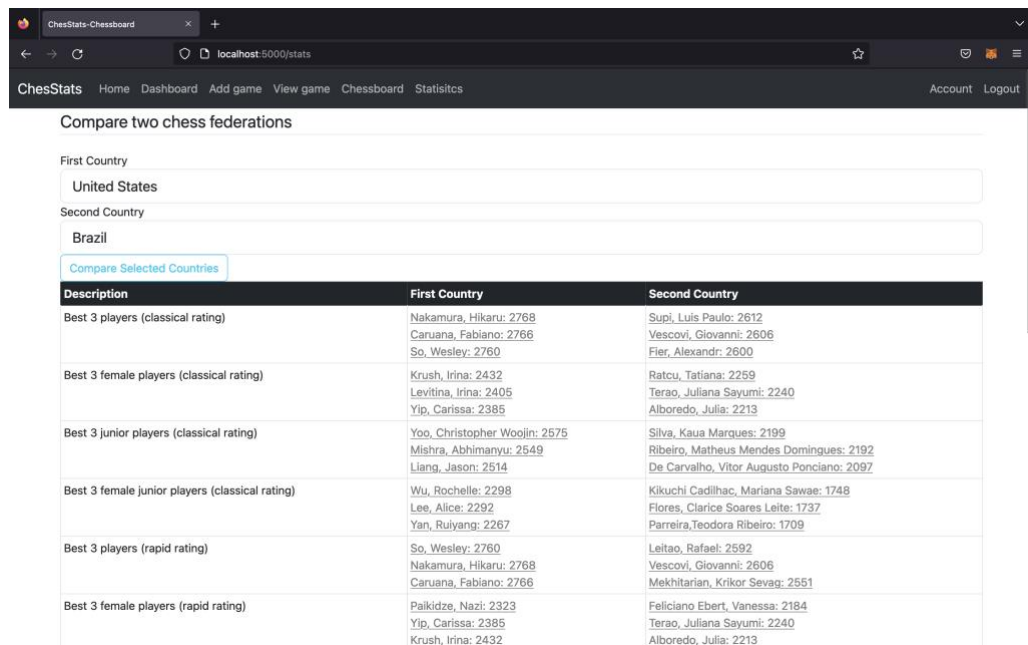 ChesStats-Chessboard
localhost:5000/stats
ChesStats Home Dashboard Add game View game Chessboard Statisitcs Account Logout
Compare two chess federations
First Country
United States
Second Country
Brazil
Compare Selected Countries
Description First Country Second Country
Best 3 players (classical rating) Nakamura, Hikaru: 2768 Supi, Luis Paulo: 2612
Caruana, Fabiano: 2766 Vescovi, Giovanni: 2606
So, Wesley: 2760 Fier, Alexandr: 2600
Best 3 female players (classical rating) Krush, Irina: 2432 Ratcu, Tatiana: 2259
Levitina, Irina: 2405 Terao, Juliana Sayumi: 2240
Yip, Carissa: 2385 Alboredo, Julia: 2213
Best 3 junior players (classical rating) Yoo, Christopher Woojin: 2575 Silva, Kaua Marques: 2199
Mishra, Abhimanyu: 2549 Ribeiro, Matheus Mendes Domingues: 2192
Liang, Jason: 2514 De Carvalho, Vitor Augusto Ponciano: 2097
Best 3 female junior players (classical rating) Wu, Rochelle: 2298 Kikuchi Cadilhac, Mariana Sawae: 1748
Lee, Alice: 2292 Flores, Clarice Soares Leite: 1737
Yan, Ruiyang: 2267 Parreira,Teodora Ribeiro: 1709
Best 3 players (rapid rating) So, Wesley: 2760 Leitao, Rafael: 2592
Nakamura, Hikaru: 2768 Vescovi, Giovanni: 2606
Caruana, Fabiano: 2766 Mekhitarian, Krikor Sevag: 2551
Best 3 female players (rapid rating) Paikidze, Nazi: 2323 Feliciano Ebert, Vanessa: 2184
Yip, Carissa: 2385 Terao, Juliana Sayumi: 2240
Krush, Irina: 2432 Alboredo, Julia: 2213